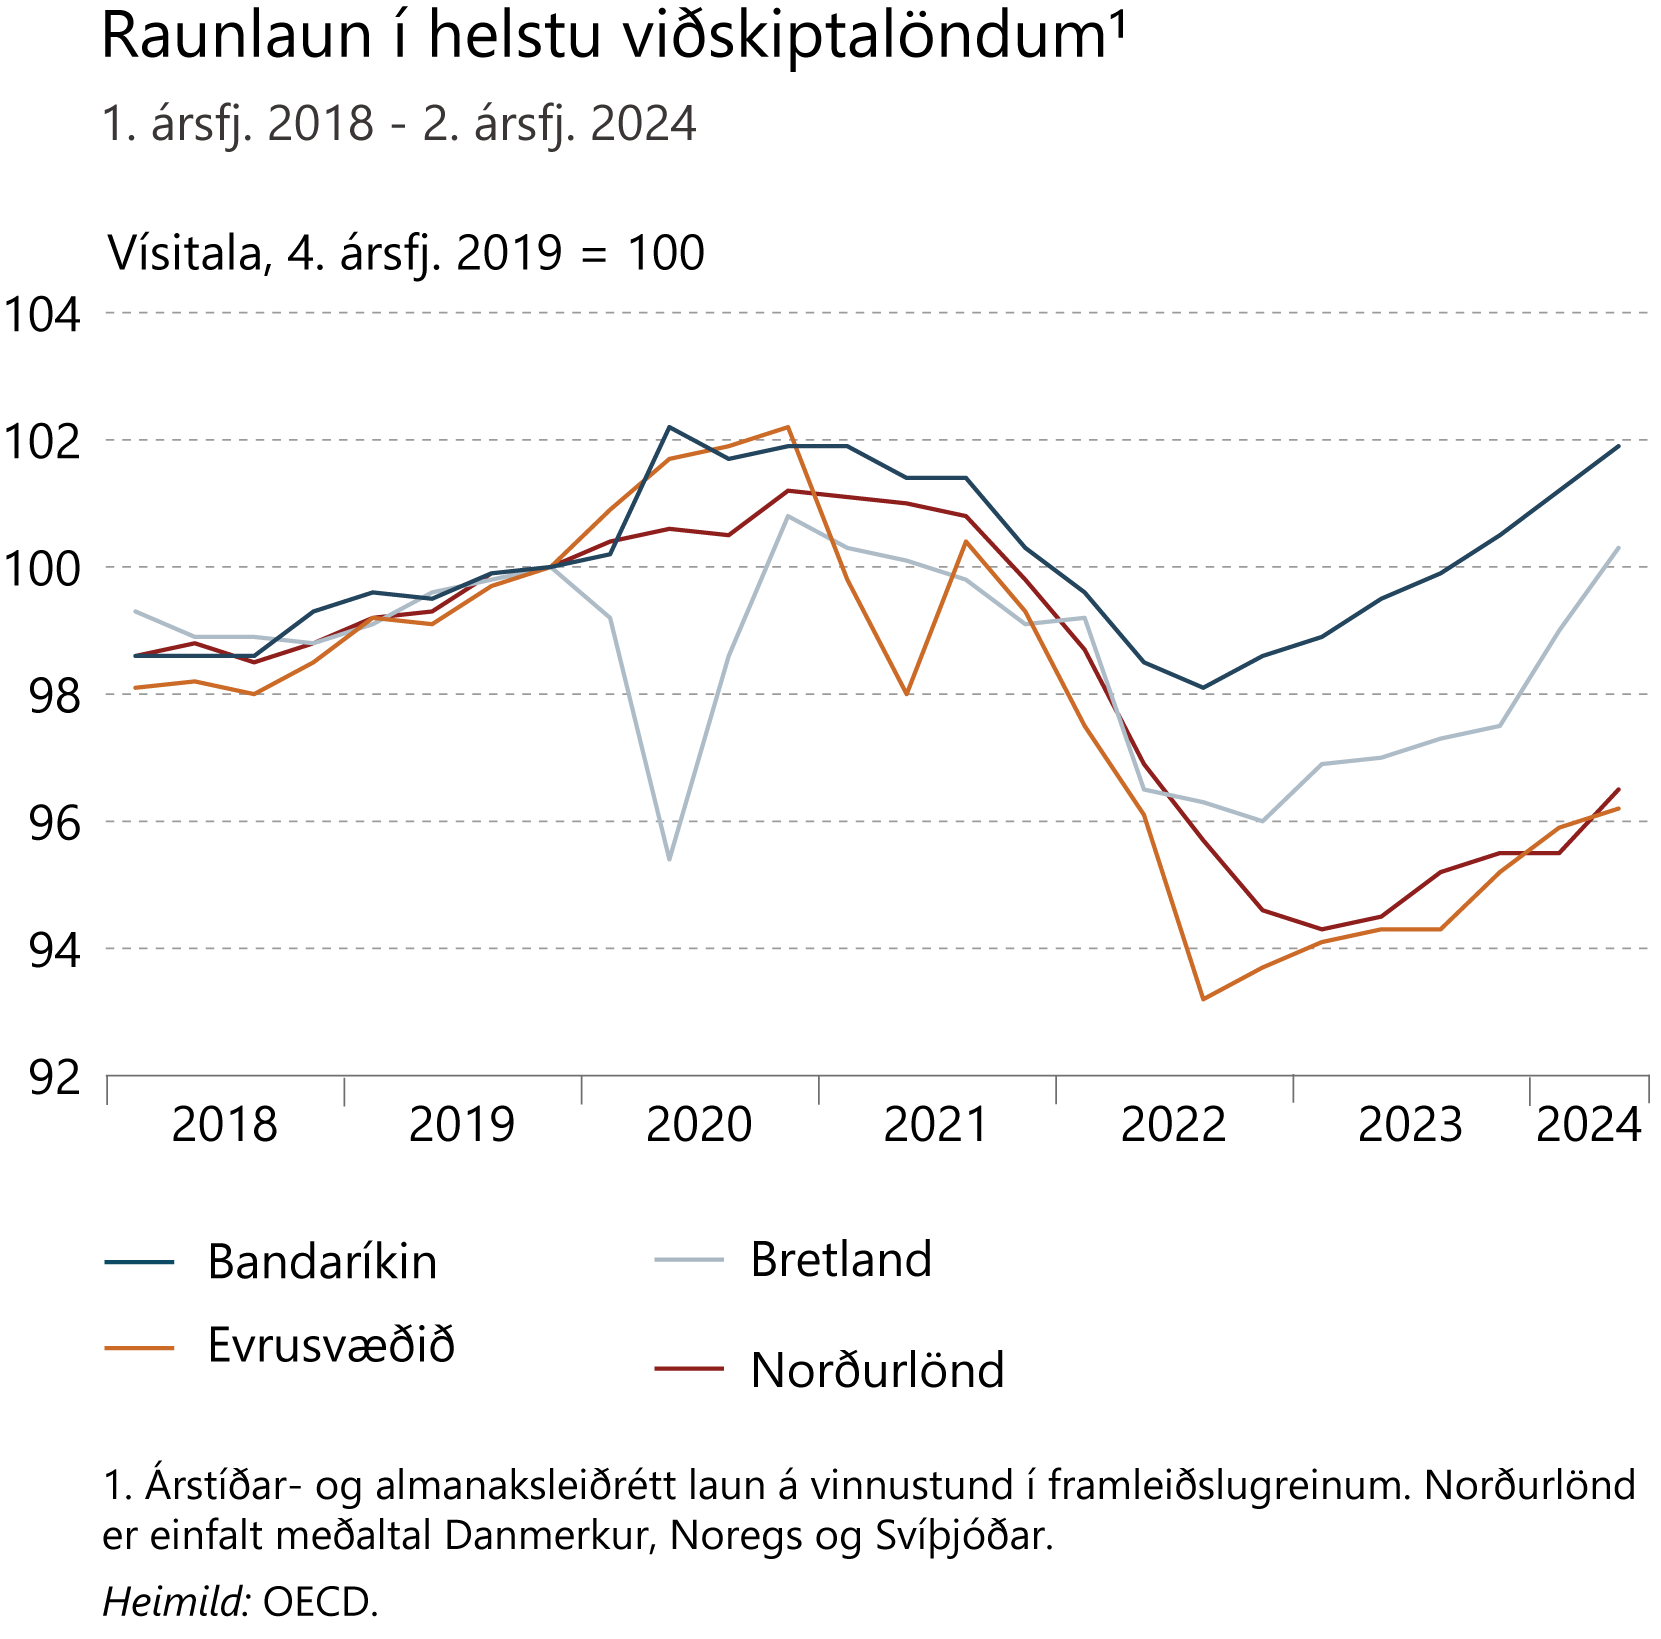 Raunlaun í helstu viðskiptalöndum¹
1. ársfj. 2018 - 2. ársfj. 2024
Vísitala, 4. ársfj. 2019 = 100
104
102
100
98
96
94
92
2018 2019 2020 2021 2022 2023 2024
Bandaríkin
Bretland
Evrusvæðið
Norðurlönd
1. Árstíðar- og almanaksleiðrétt laun á vinnustund í framleiðslugreinum. Norðurlönd
er einfalt meðaltal Danmerkur, Noregs og Svíþjóðar.
Heimild: OECD.